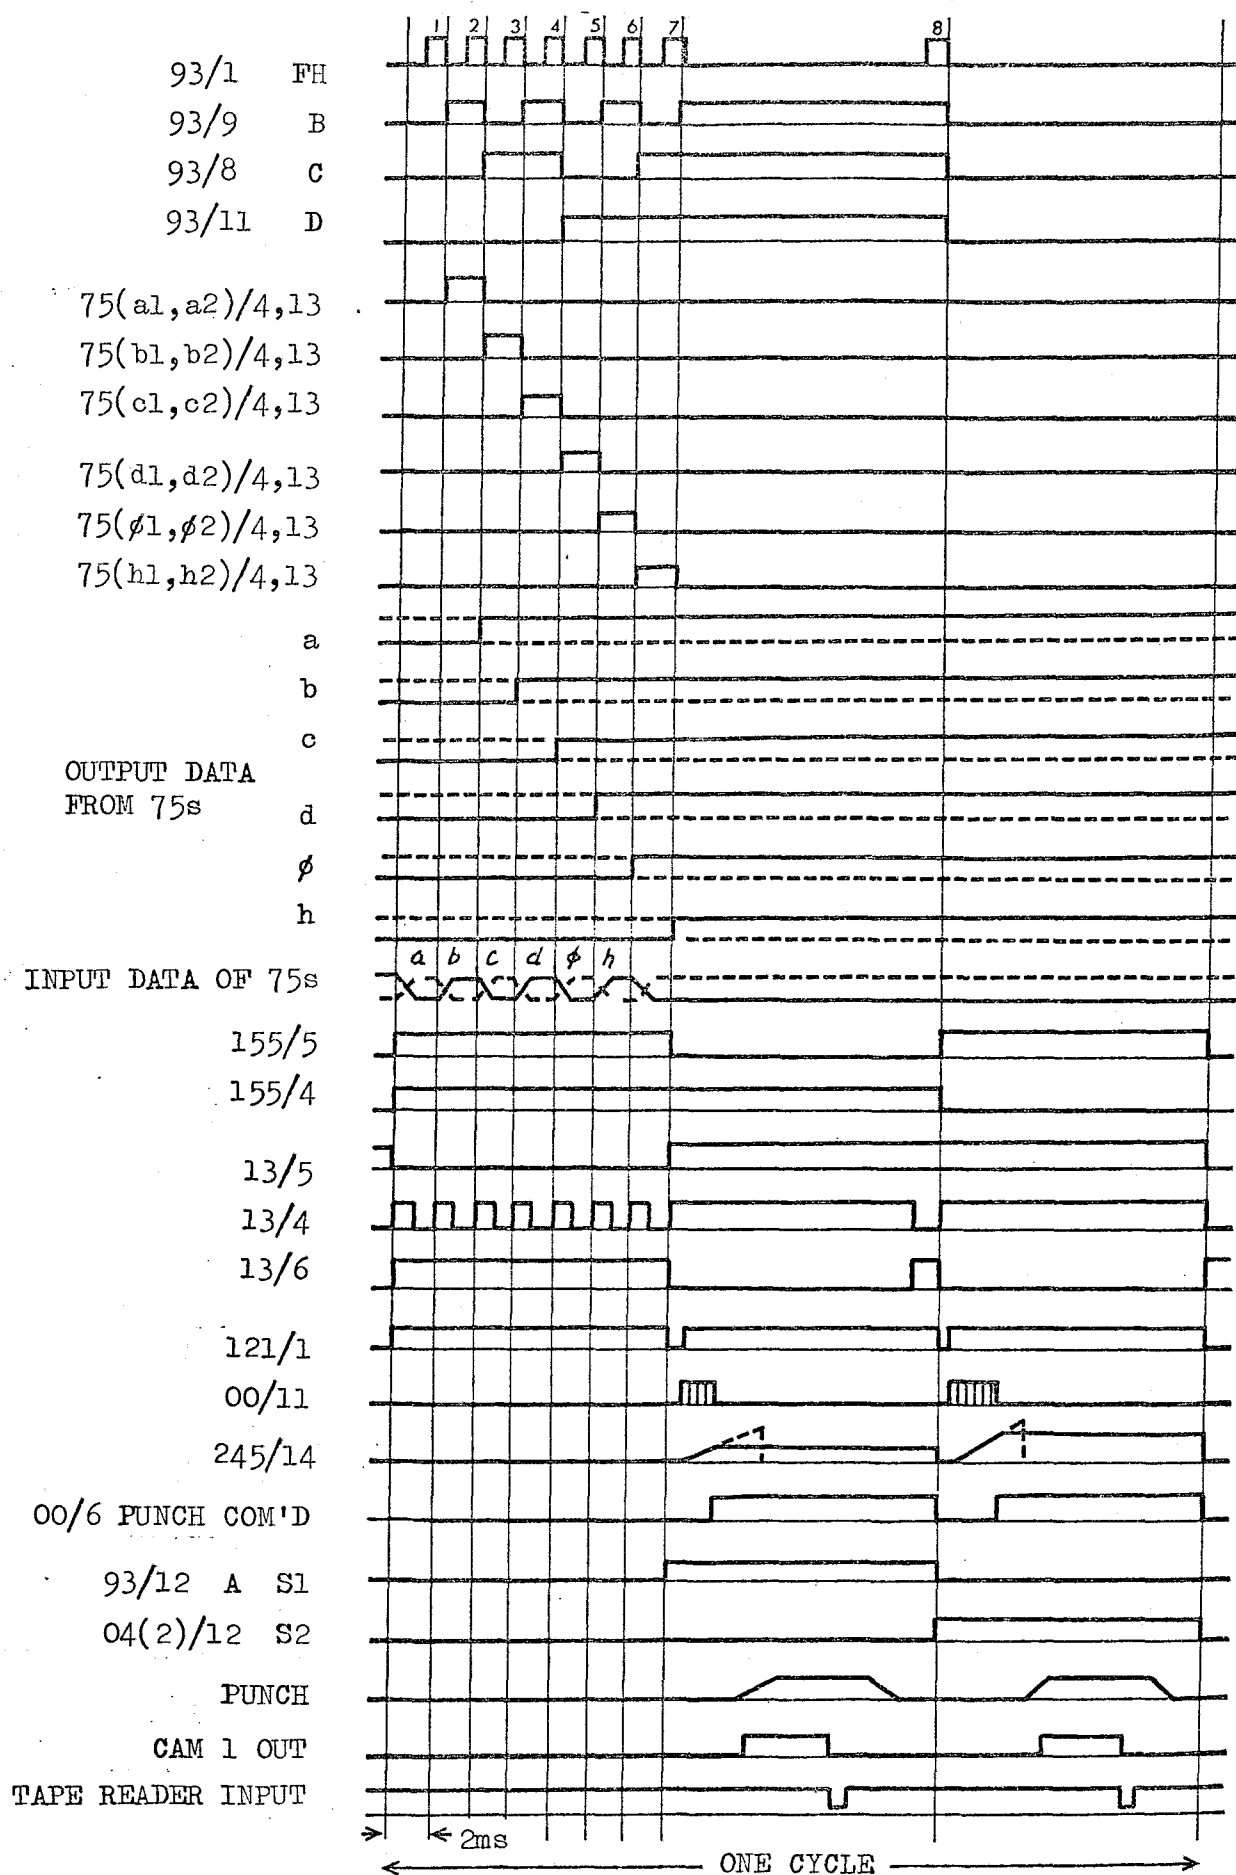 1 2 3 4 5 6 7 8
93/1 FH
93/9 B
93/8 C
93/11 D
75(a1,a2)/4,13
75(b1,b2)/4,13
75(c1,c2)/4,13
75(d1,d2)/4,13
75(ϕ1,ϕ2)/4,13
75(h1,h2)/4,13
a
b
c
OUTPUT DATA
FROM 75s
d
ϕ
h
a b c d ϕ h
INPUT DATA OF 75s
155/5
155/4
13/5
13/4
13/6
121/1
00/11
245/14
00/6 PUNCH COM'D
93/12 A S1
04(2)/12 S2
PUNCH
CAM 1 OUT
TAPE READER INPUT
2ms
ONE CYCLE